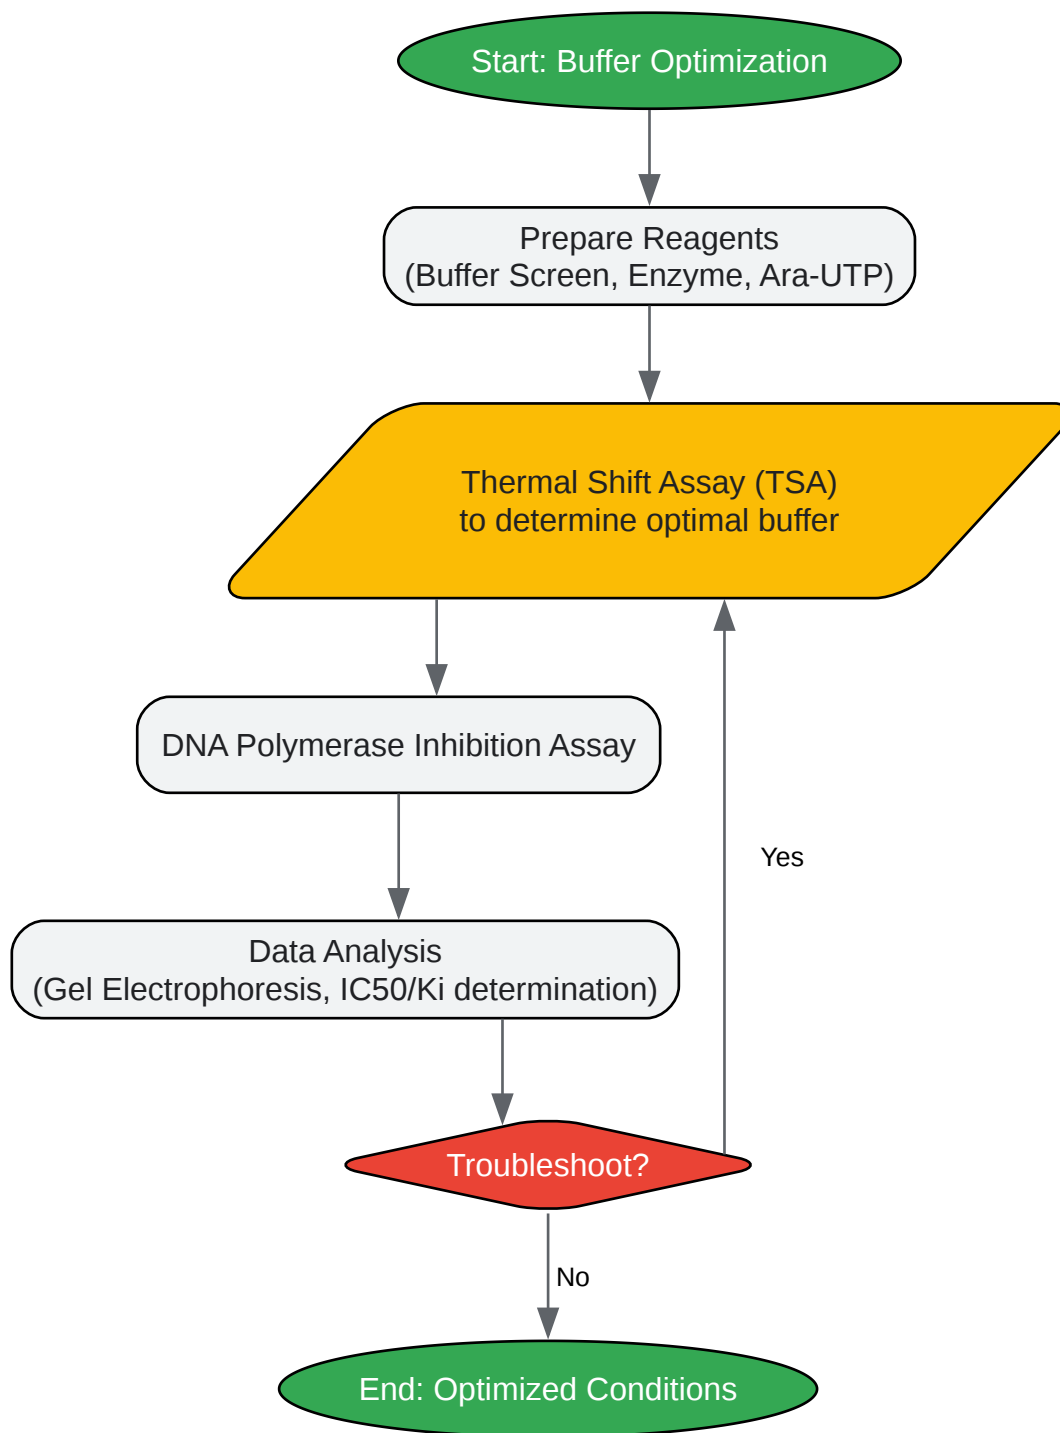 Start: Buffer Optimization
Prepare Reagents
(Buffer Screen, Enzyme, Ara-UTP)
Thermal Shift Assay (TSA)
to determine optimal buffer
DNA Polymerase Inhibition Assay
Yes
Data Analysis
(Gel Electrophoresis, IC50/Ki determination)
Troubleshoot?
No
End: Optimized Conditions